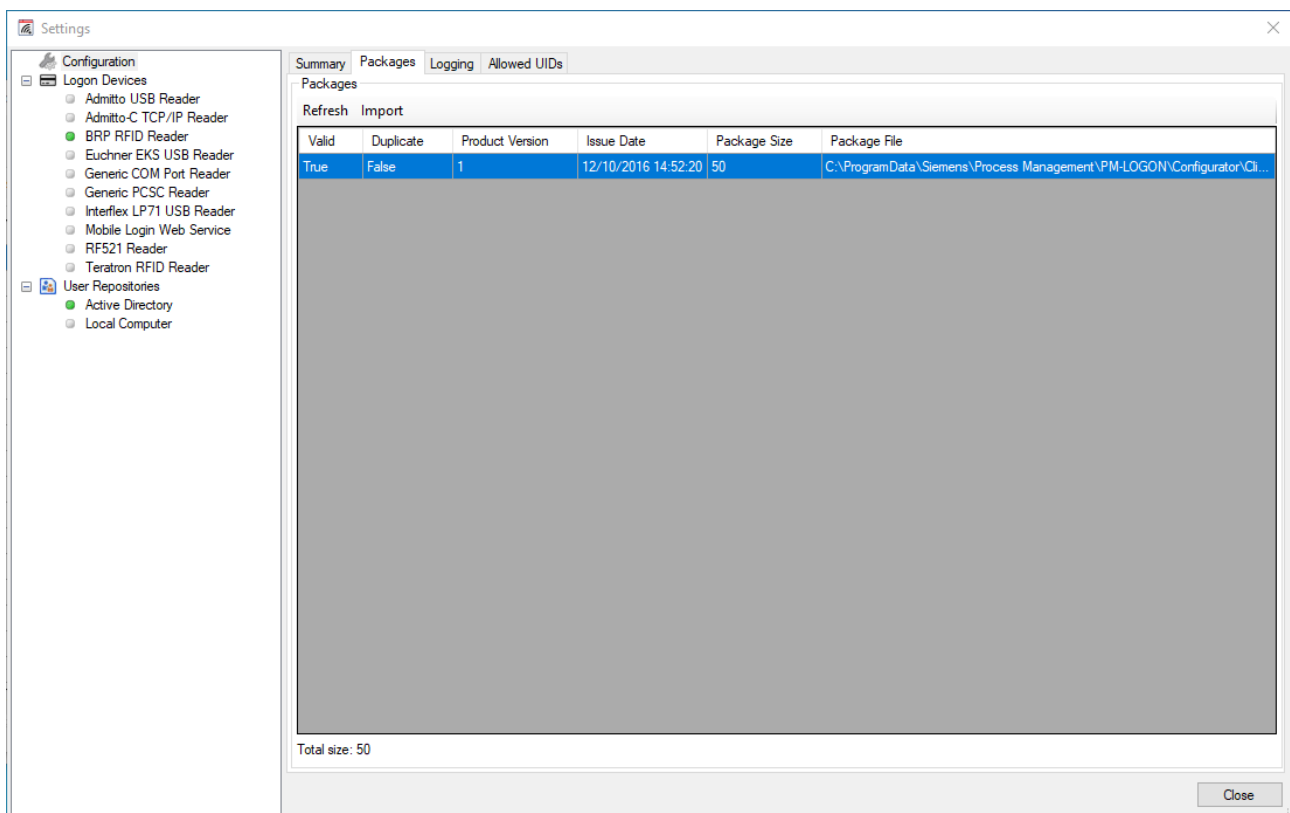 Settings
Configuration
Logon Devices
Admitto USB Reader
Admitto-C TCP/IP Reader
BRP RFID Reader
Euchner EKS USB Reader
Generic COM Port Reader
Generic PCSC Reader
Interflex LP71 USB Reader
Mobile Login Web Service
RF521 Reader
Teratron RFID Reader
User Repositories
Active Directory
Local Computer
Summary Packages Logging Allowed UIDs
Packages
Refresh Import
Valid Duplicate Product Version Issue Date Package Size Package File
True False 1 12/10/2016 14:52:20 50 C:\ProgramData\Siemens\Process Management\PM-LOGON\Configurator\Cli...
Total size: 50
Close